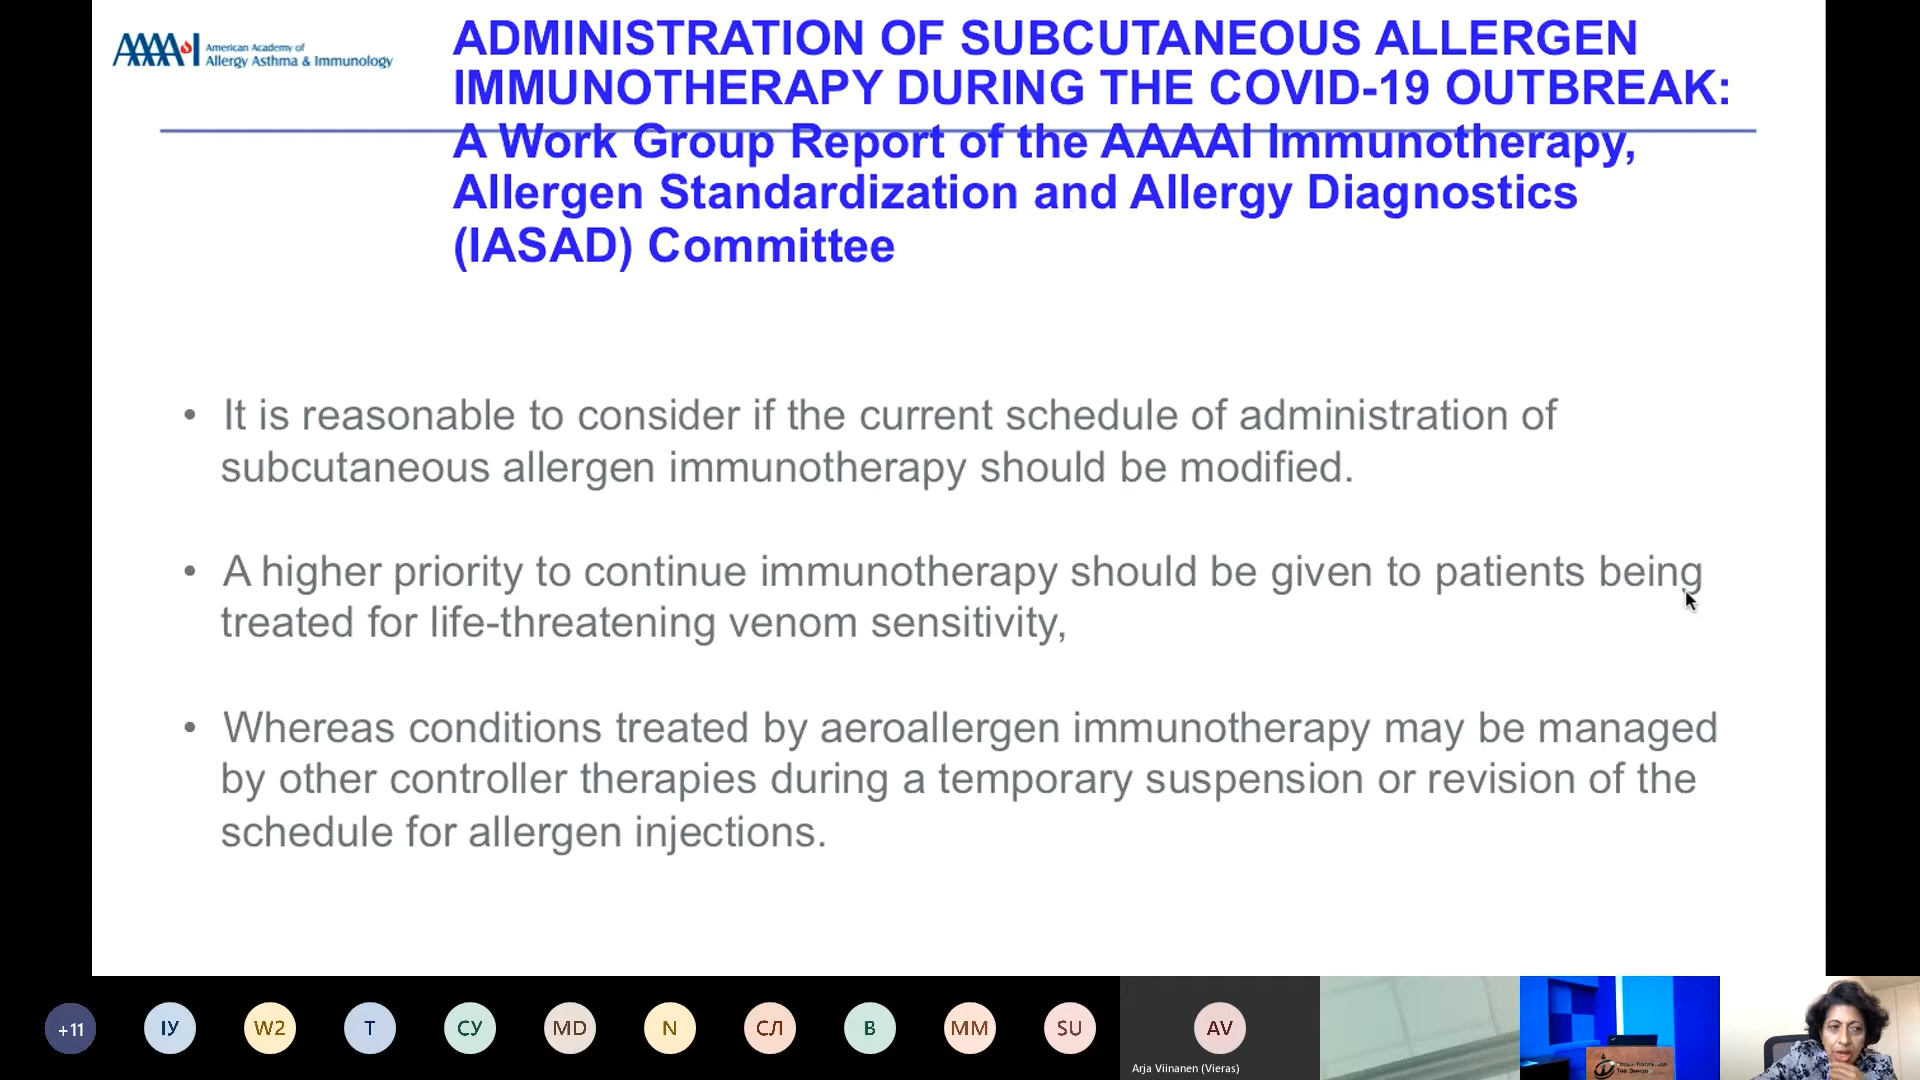 AAAAI American Academy of
Allergy Asthma & Immunology
ADMINISTRATION OF SUBCUTANEOUS ALLERGEN
IMMUNOTHERAPY DURING THE COVID-19 OUTBREAK:
A Work Group Report of the AAAAI Immunotherapy,
Allergen Standardization and Allergy Diagnostics
(IASAD) Committee
• It is reasonable to consider if the current schedule of administration of
subcutaneous allergen immunotherapy should be modified.
• A higher priority to continue immunotherapy should be given to patients being
treated for life-threatening venom sensitivity,
• Whereas conditions treated by aeroallergen immunotherapy may be managed
by other controller therapies during a temporary suspension or revision of the
schedule for allergen injections.
+11 ІУ W2 T СУ MD N СЛ В MM SU AV
Arja Viinanen (Vieras)